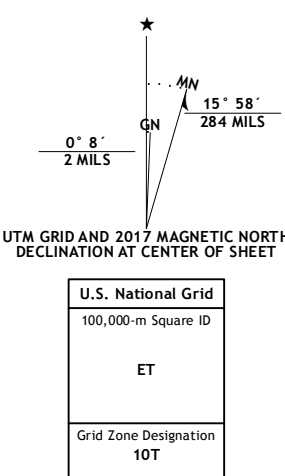 ★
MN
15° 58´
284 MILS
GN
0° 8´
2 MILS
UTM GRID AND 2017 MAGNETIC NORTH
DECLINATION AT CENTER OF SHEET
U.S. National Grid
100,000-m Square ID
ET
Grid Zone Designation
10T